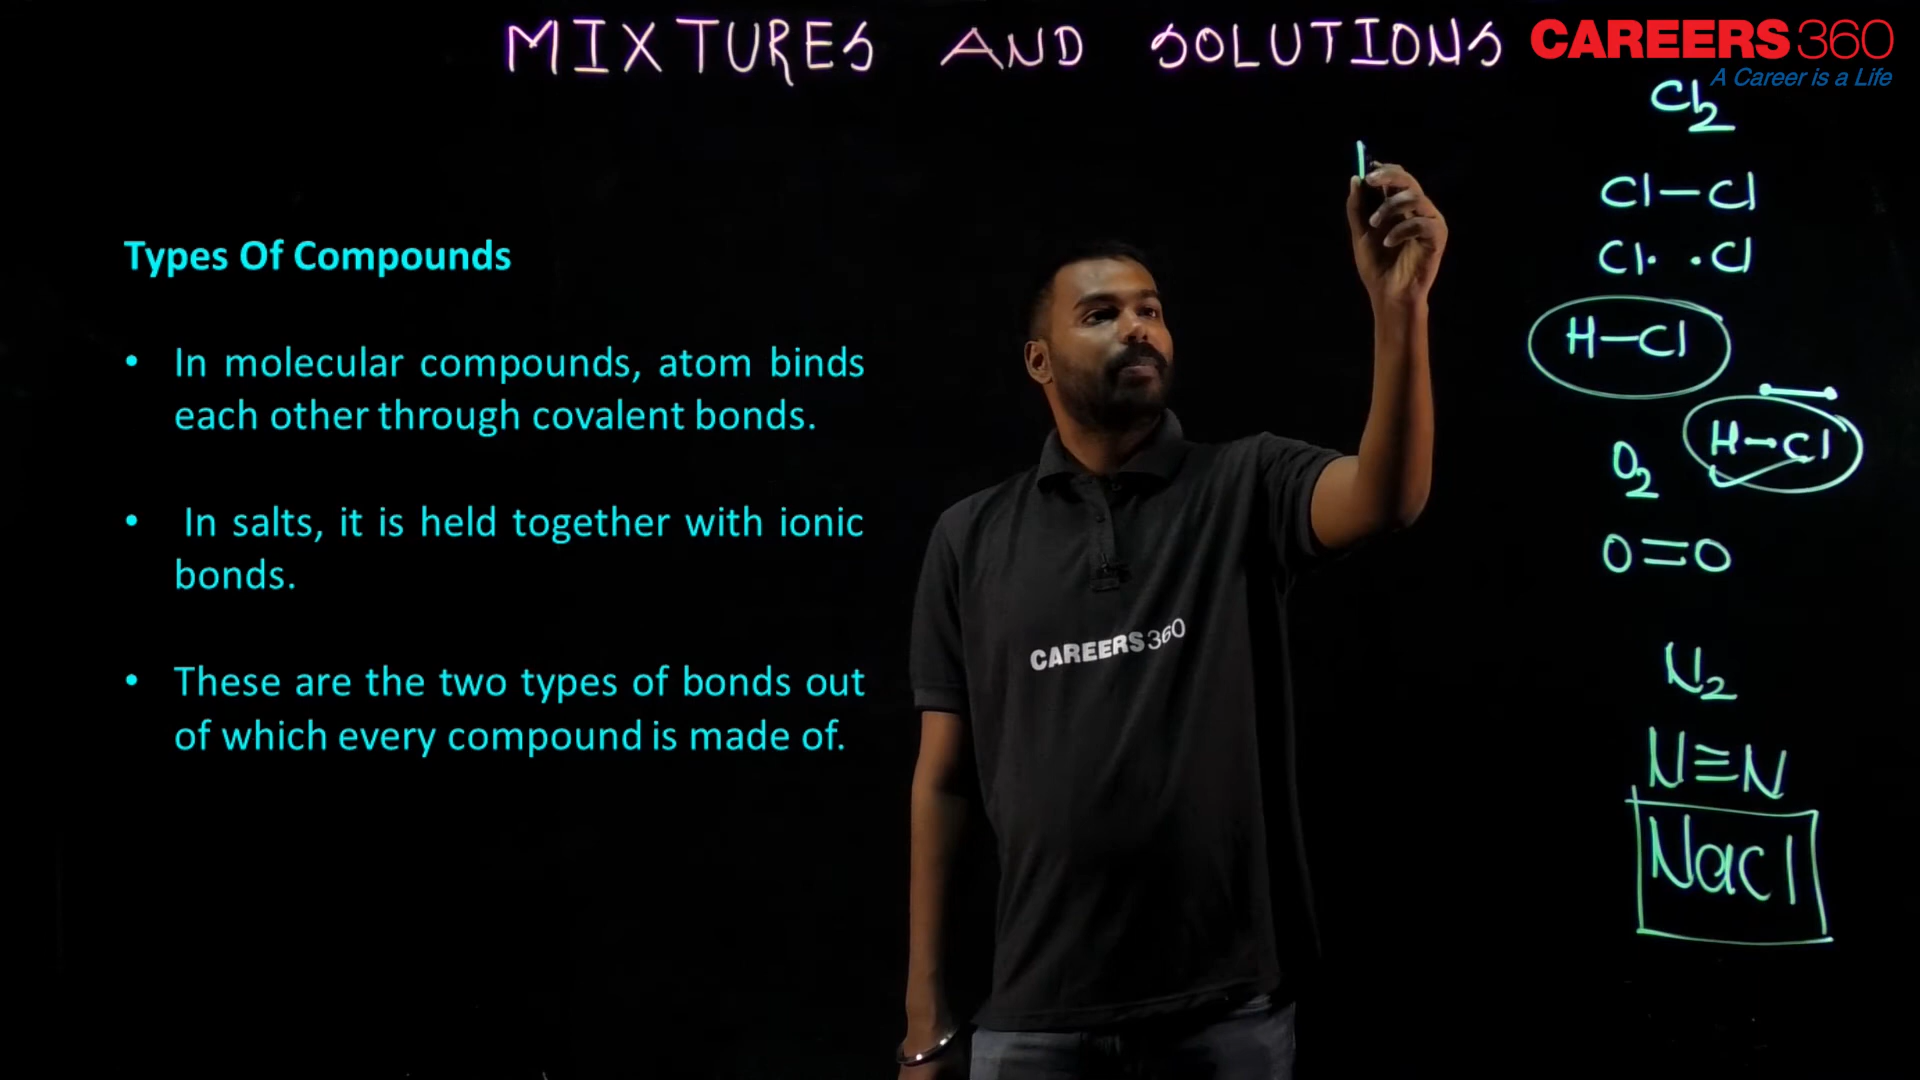 MIXTURES AND SOLUTIONS
CAREERS360
A Career is a Life
Types Of Compounds
• In molecular compounds, atom binds
each other through covalent bonds.
• In salts, it is held together with ionic
bonds.
• These are the two types of bonds out
of which every compound is made of.
CAREERS360
Cl2
Cl—Cl
Cl· ·Cl
H—Cl
H—Cl
O2
O=O
N2
N≡N
NaCl